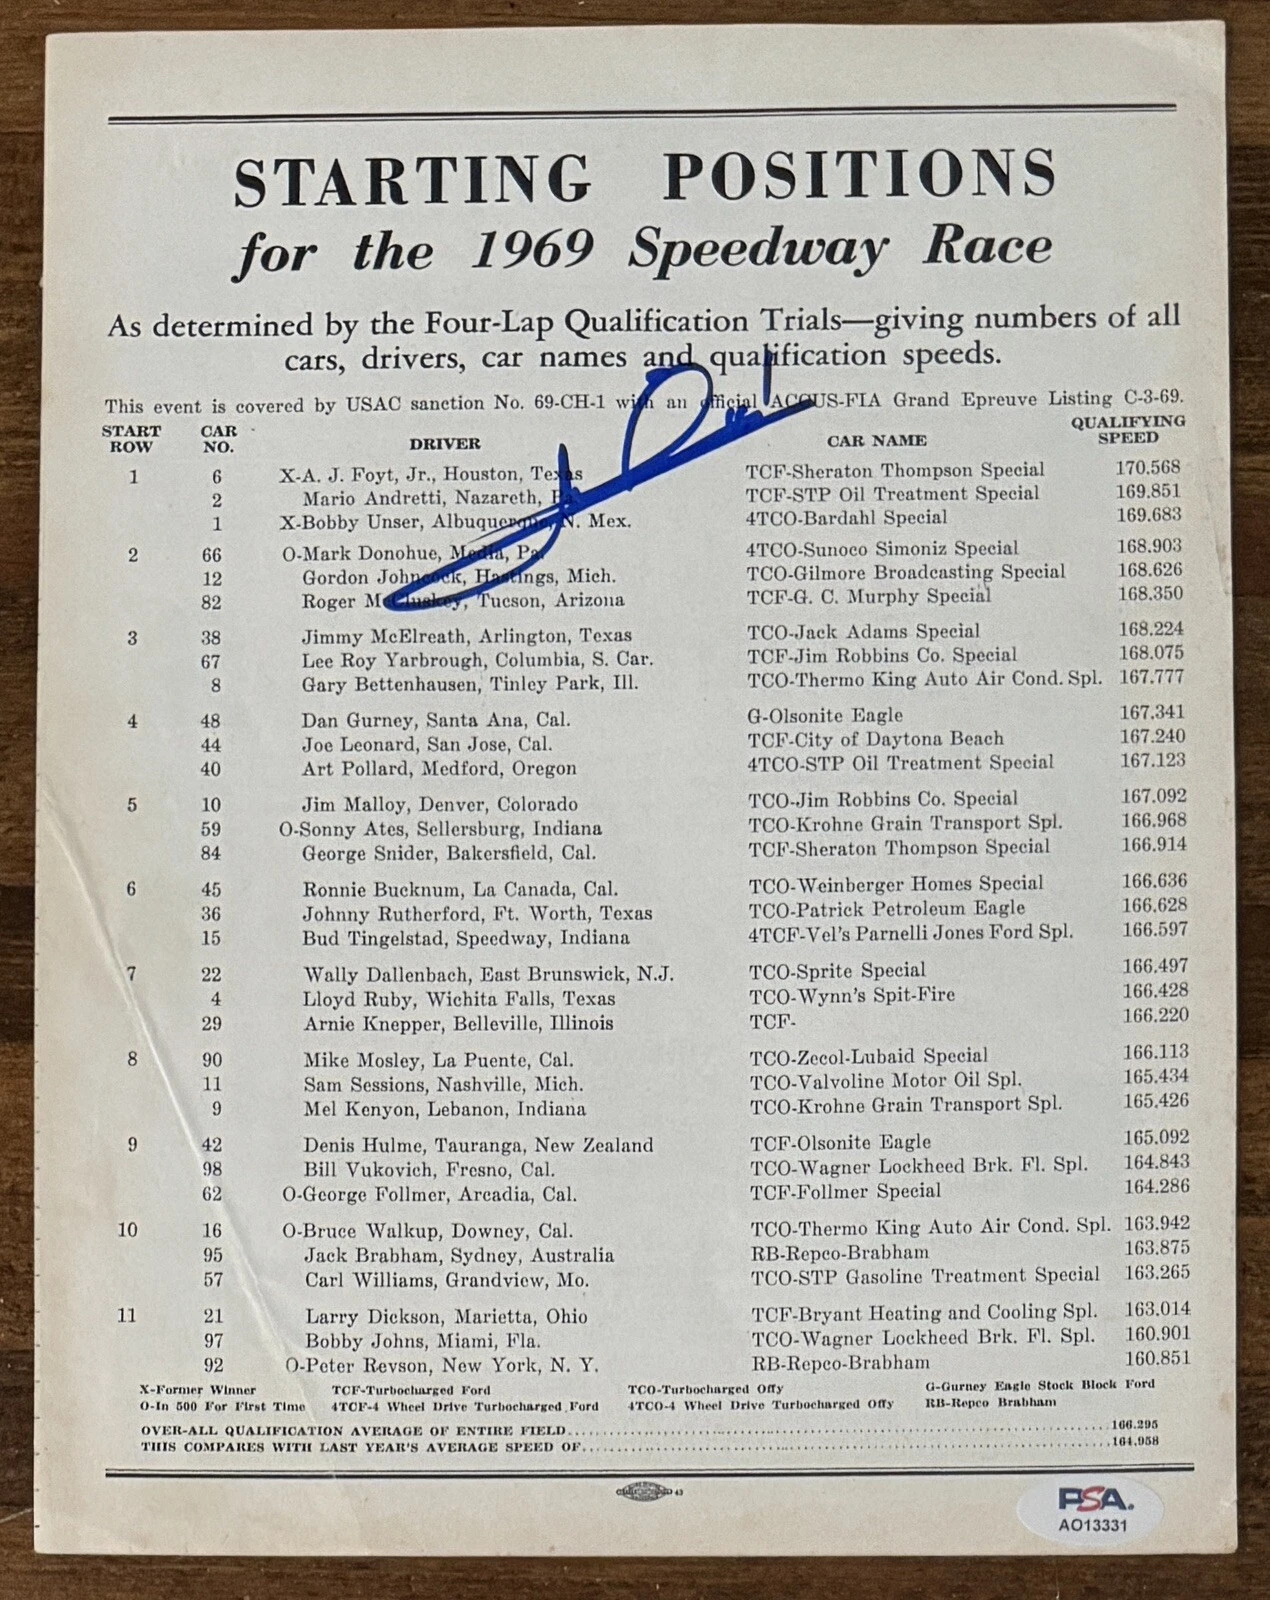 STARTING POSITIONS
for the 1969 Speedway Race
As determined by the Four-Lap Qualification Trials—giving numbers of all
cars, drivers, car names and qualification speeds.
This event is covered by USAC sanction No. 69-CH-1 with an official ACCUS-FIA Grand Epreuve Listing C-3-69.
START ROW CAR NO. DRIVER CAR NAME QUALIFYING SPEED
1 6 X-A. J. Foyt, Jr., Houston, Texas TCF-Sheraton Thompson Special 170.568
2 Mario Andretti, Nazareth, Pa. TCF-STP Oil Treatment Special 169.851
1 X-Bobby Unser, Albuquerque, N. Mex. 4TCO-Bardahl Special 169.683
2 66 O-Mark Donohue, Media, Pa. 4TCO-Sunoco Simoniz Special 168.903
12 Gordon Johncock, Hastings, Mich. TCO-Gilmore Broadcasting Special 168.626
82 Roger McCluskey, Tucson, Arizona TCF-G. C. Murphy Special 168.350
3 38 Jimmy McElreath, Arlington, Texas TCO-Jack Adams Special 168.224
67 Lee Roy Yarbrough, Columbia, S. Car. TCF-Jim Robbins Co. Special 168.075
8 Gary Bettenhausen, Tinley Park, Ill. TCO-Thermo King Auto Air Cond. Spl. 167.777
4 48 Dan Gurney, Santa Ana, Cal. G-Olsonite Eagle 167.341
44 Joe Leonard, San Jose, Cal. TCF-City of Daytona Beach 167.240
40 Art Pollard, Medford, Oregon 4TCO-STP Oil Treatment Special 167.123
5 10 Jim Malloy, Denver, Colorado TCO-Jim Robbins Co. Special 167.092
59 O-Sonny Ates, Sellersburg, Indiana TCO-Krohne Grain Transport Spl. 166.968
84 George Snider, Bakersfield, Cal. TCF-Sheraton Thompson Special 166.914
6 45 Ronnie Bucknum, La Canada, Cal. TCO-Weinberger Homes Special 166.636
36 Johnny Rutherford, Ft. Worth, Texas TCO-Patrick Petroleum Eagle 166.628
15 Bud Tingelstad, Speedway, Indiana 4TCF-Vel's Parnelli Jones Ford Spl. 166.597
7 22 Wally Dallenbach, East Brunswick, N.J. TCO-Sprite Special 166.497
4 Lloyd Ruby, Wichita Falls, Texas TCO-Wynn's Spit-Fire 166.428
29 Arnie Knepper, Belleville, Illinois TCF- 166.220
8 90 Mike Mosley, La Puente, Cal. TCO-Zecol-Lubaid Special 166.113
11 Sam Sessions, Nashville, Mich. TCO-Valvoline Motor Oil Spl. 165.434
9 Mel Kenyon, Lebanon, Indiana TCO-Krohne Grain Transport Spl. 165.426
9 42 Denis Hulme, Tauranga, New Zealand TCF-Olsonite Eagle 165.092
98 Bill Vukovich, Fresno, Cal. TCO-Wagner Lockheed Brk. Fl. Spl. 164.843
62 O-George Follmer, Arcadia, Cal. TCF-Follmer Special 164.286
10 16 O-Bruce Walkup, Downey, Cal. TCO-Thermo King Auto Air Cond. Spl. 163.942
95 Jack Brabham, Sydney, Australia RB-Repco-Brabham 163.875
57 Carl Williams, Grandview, Mo. TCO-STP Gasoline Treatment Special 163.265
11 21 Larry Dickson, Marietta, Ohio TCF-Bryant Heating and Cooling Spl. 163.014
97 Bobby Johns, Miami, Fla. TCO-Wagner Lockheed Brk. Fl. Spl. 160.901
92 O-Peter Revson, New York, N. Y. RB-Repco-Brabham 160.851
X-Former Winner TCF-Turbocharged Ford TCO-Turbocharged Offy G-Gurney Eagle Stock Block Ford
O-In 500 For First Time 4TCF-4 Wheel Drive Turbocharged Ford 4TCO-4 Wheel Drive Turbocharged Offy RB-Repco Brabham
OVER-ALL QUALIFICATION AVERAGE OF ENTIRE FIELD 166.295
THIS COMPARES WITH LAST YEAR'S AVERAGE SPEED OF 164.958
43
PSA.
AO13331